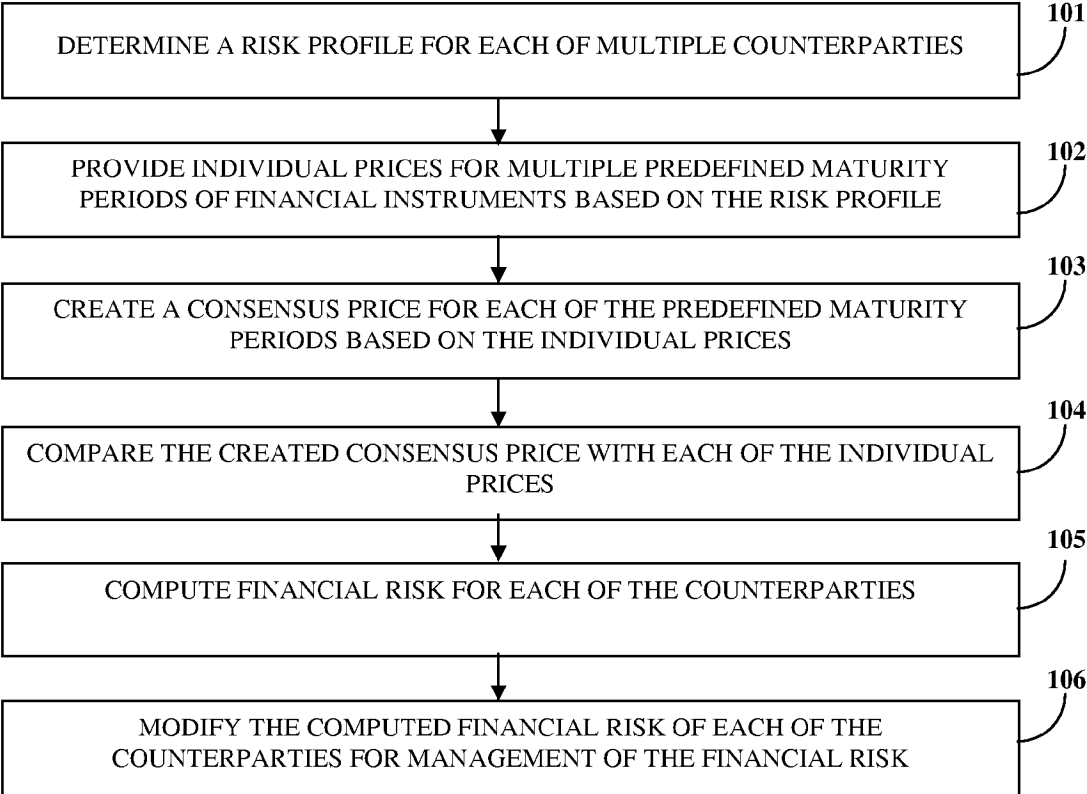 101
DETERMINE A RISK PROFILE FOR EACH OF MULTIPLE COUNTERPARTIES
102
PROVIDE INDIVIDUAL PRICES FOR MULTIPLE PREDEFINED MATURITY
PERIODS OF FINANCIAL INSTRUMENTS BASED ON THE RISK PROFILE
103
CREATE A CONSENSUS PRICE FOR EACH OF THE PREDEFINED MATURITY
PERIODS BASED ON THE INDIVIDUAL PRICES
104
COMPARE THE CREATED CONSENSUS PRICE WITH EACH OF THE INDIVIDUAL
PRICES
105
COMPUTE FINANCIAL RISK FOR EACH OF THE COUNTERPARTIES
106
MODIFY THE COMPUTED FINANCIAL RISK OF EACH OF THE
COUNTERPARTIES FOR MANAGEMENT OF THE FINANCIAL RISK